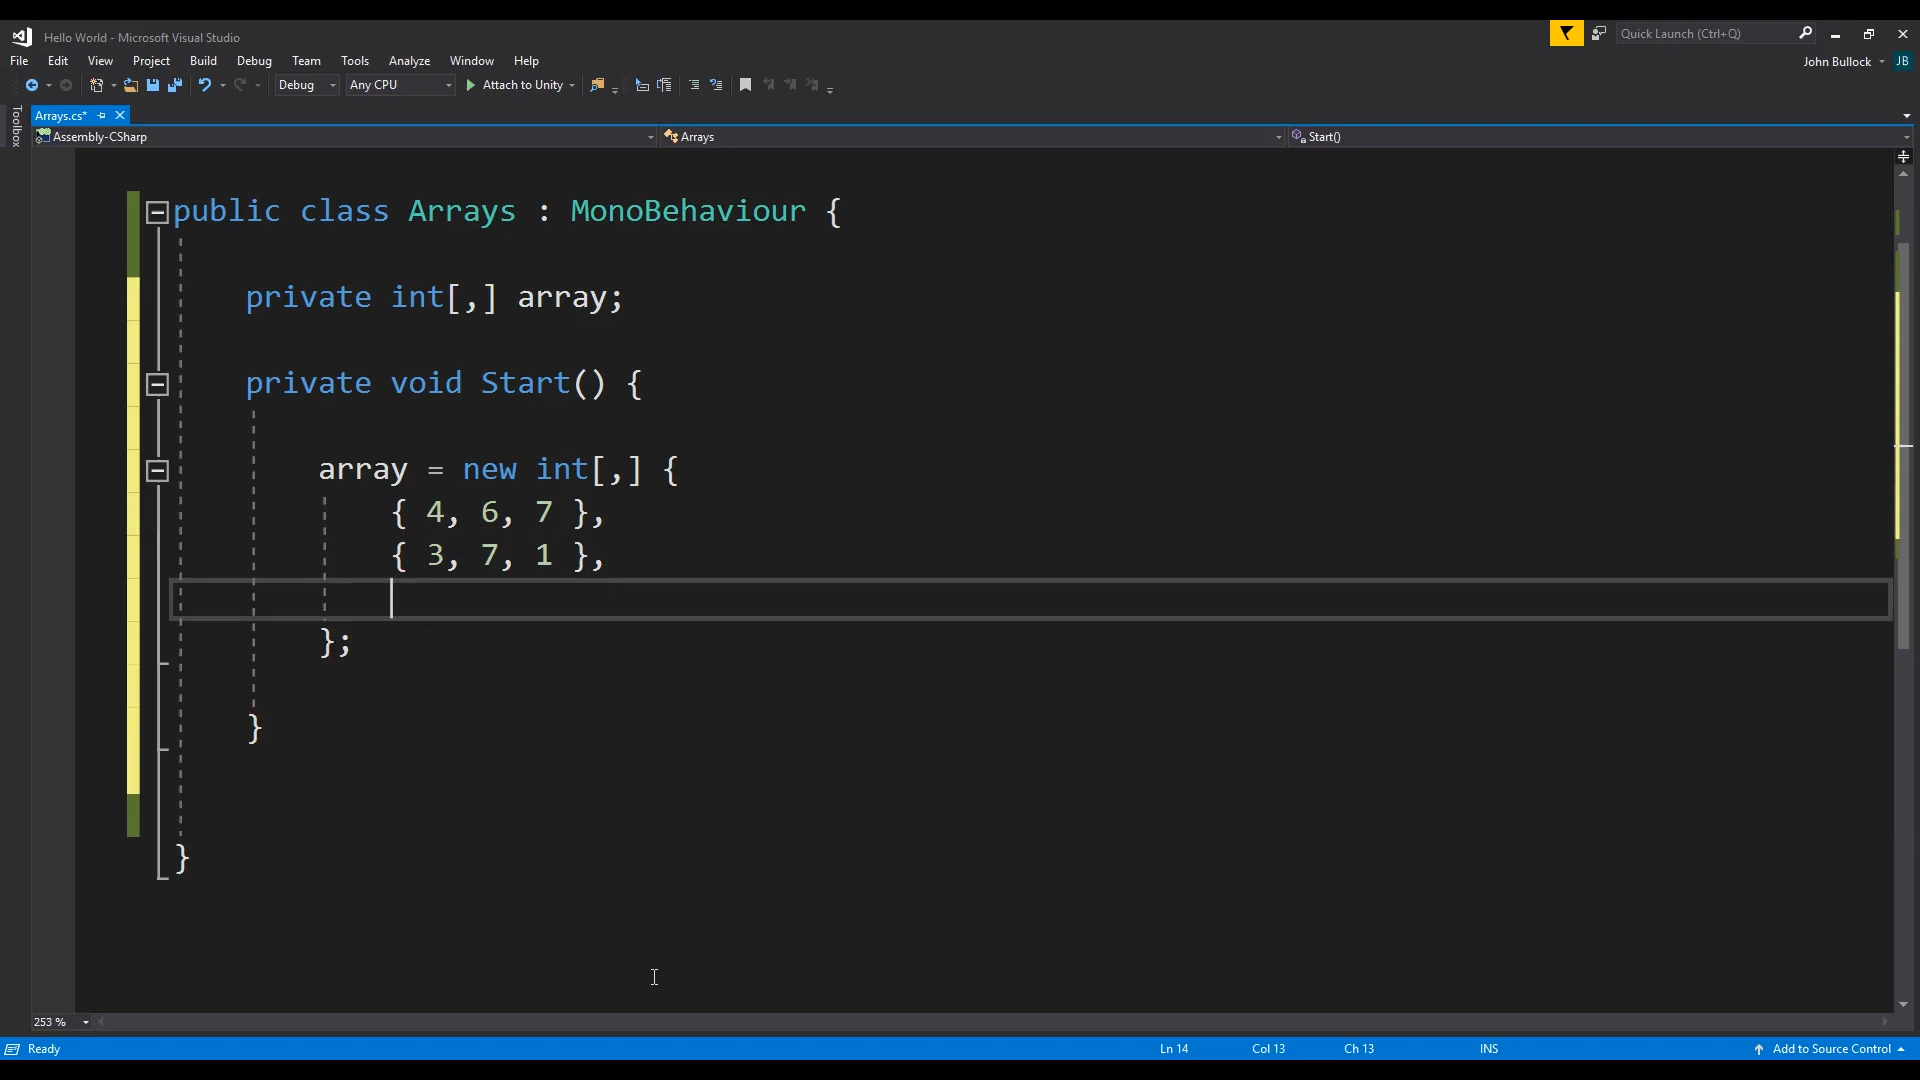 Hello World - Microsoft Visual Studio
Quick Launch (Ctrl+Q)
File Edit View Project Build Debug Team Tools Analyze Window Help
John Bullock JB
Debug Any CPU Attach to Unity
Toolbox
Arrays.cs*
Assembly-CSharp Arrays Start()
public class Arrays : MonoBehaviour {
private int[,] array;
private void Start() {
array = new int[,] {
{ 4, 6, 7 },
{ 3, 7, 1 },
};
}
}
253 %
Ready Ln 14 Col 13 Ch 13 INS Add to Source Control